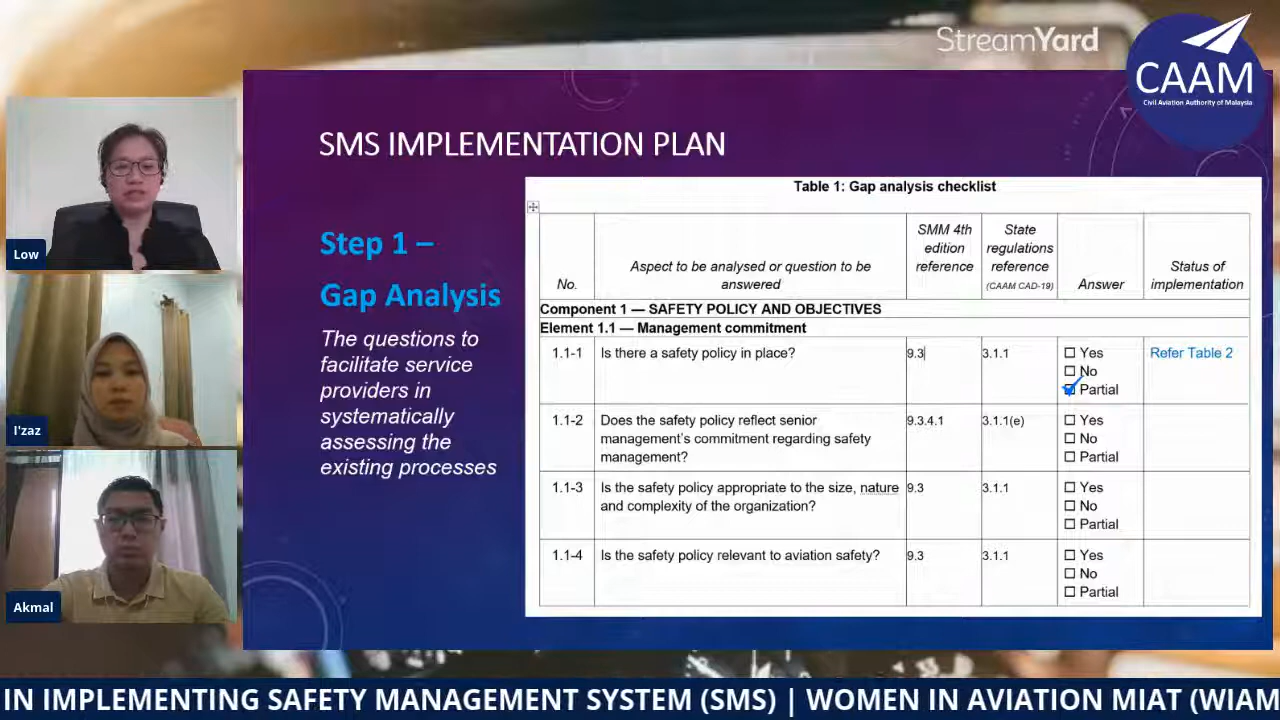 StreamYard
CAAM
Civil Aviation Authority of Malaysia
SMS IMPLEMENTATION PLAN
Step 1 –
Gap Analysis
The questions to
facilitate service
providers in
systematically
assessing the
existing processes
Table 1: Gap analysis checklist
No.
Aspect to be analysed or question to be
answered
SMM 4th
edition
reference
State
regulations
reference
(CAAM CAD-19)
Answer
Status of
implementation
Component 1 — SAFETY POLICY AND OBJECTIVES
Element 1.1 — Management commitment
1.1-1
Is there a safety policy in place?
9.3
3.1.1
Yes
No
Partial
Refer Table 2
1.1-2
Does the safety policy reflect senior
management's commitment regarding safety
management?
9.3.4.1
3.1.1(e)
Yes
No
Partial
1.1-3
Is the safety policy appropriate to the size, nature
and complexity of the organization?
9.3
3.1.1
Yes
No
Partial
1.1-4
Is the safety policy relevant to aviation safety?
9.3
3.1.1
Yes
No
Partial
Low
I'zaz
Akmal
IN IMPLEMENTING SAFETY MANAGEMENT SYSTEM (SMS) | WOMEN IN AVIATION MIAT (WIAM